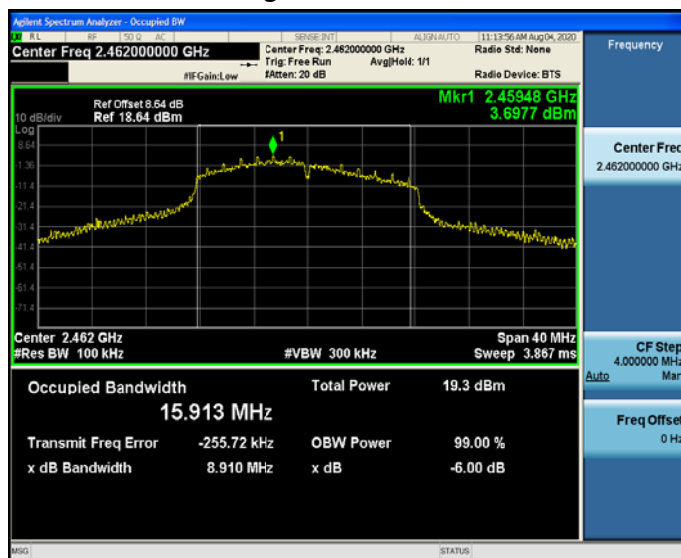 Agilent Spectrum Analyzer - Occupied BW
RL RF 50 Ω AC SENSE:INT ALIGN AUTO 11:13:56 AM Aug 04, 2020
Center Freq 2.462000000 GHz
Center Freq: 2.462000000 GHz
Radio Std: None
Trig: Free Run Avg|Hold: 1/1
#IFGain:Low #Atten: 20 dB
Radio Device: BTS
Frequency
Ref Offset 8.64 dB
Mkr1 2.45948 GHz
10 dB/div Ref 18.64 dBm
3.6977 dBm
Log
1
8.64
-1.36
-11.4
-21.4
-31.4
-41.4
-51.4
-61.4
-71.4
Center 2.462 GHz Span 40 MHz
#Res BW 100 kHz #VBW 300 kHz Sweep 3.867 ms
Occupied Bandwidth Total Power 19.3 dBm
15.913 MHz
Transmit Freq Error -255.72 kHz OBW Power 99.00 %
x dB Bandwidth 8.910 MHz x dB -6.00 dB
Center Freq
2.462000000 GHz
CF Step
4.000000 MHz
Auto Man
Freq Offset
0 Hz
MSG STATUS